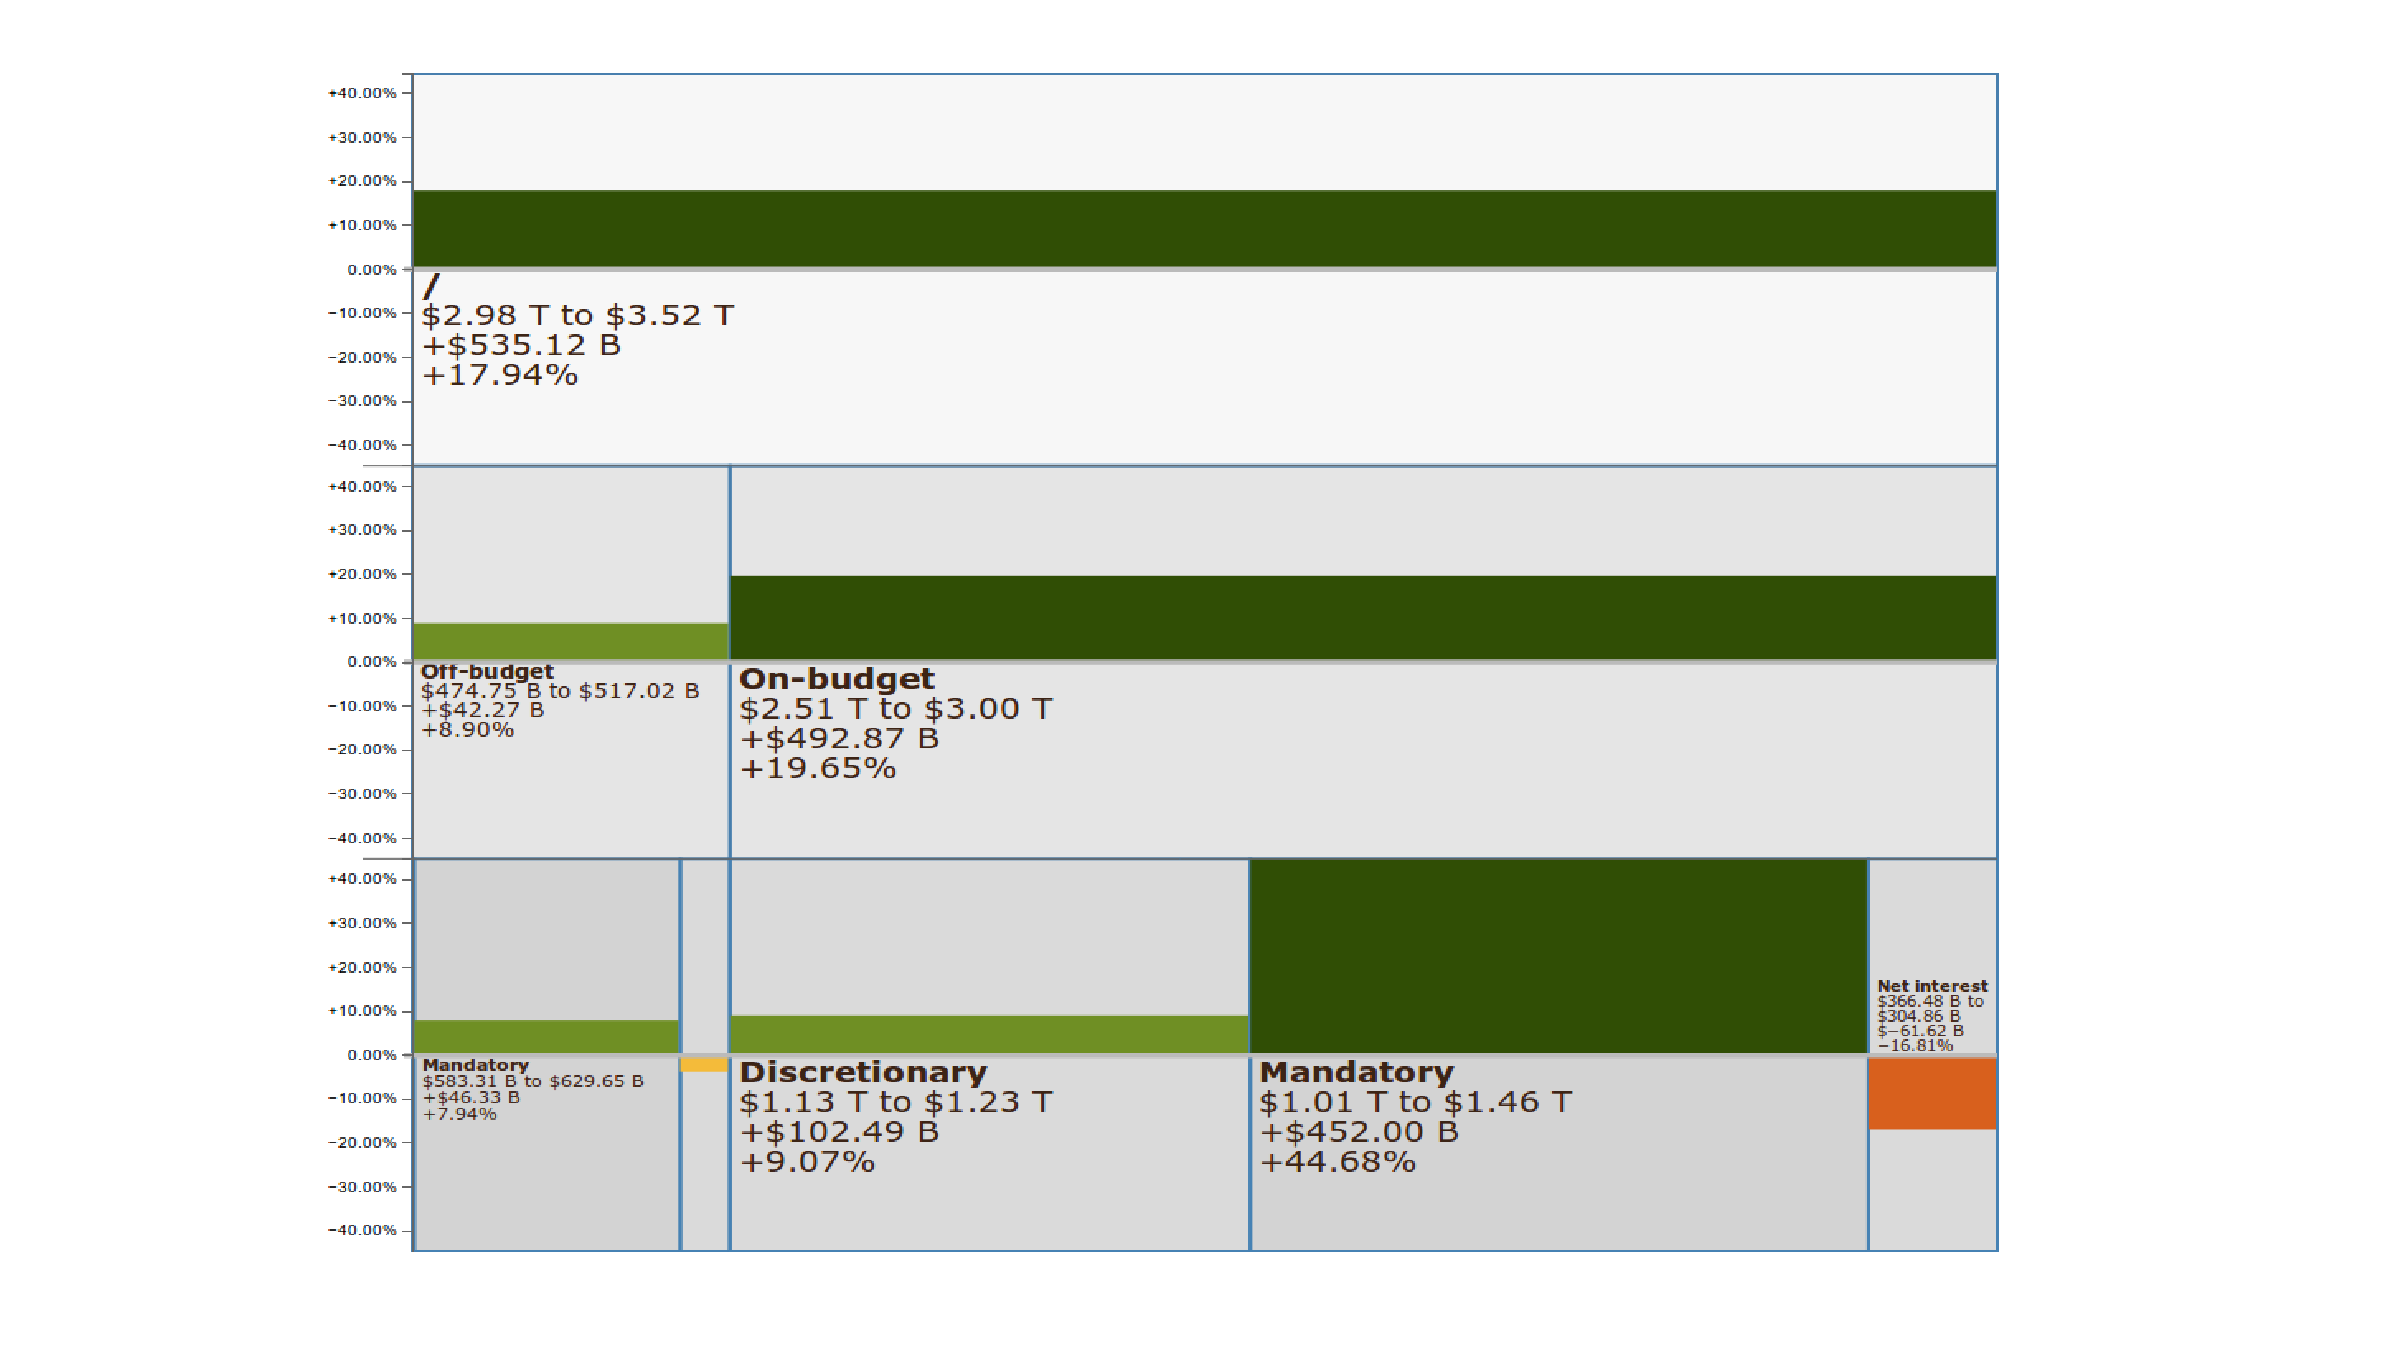 +40.00%
+30.00%
+20.00%
+10.00%
0.00%
−10.00%
−20.00%
−30.00%
−40.00%
/
$2.98 T to $3.52 T
+$535.12 B
+17.94%
+40.00%
+30.00%
+20.00%
+10.00%
0.00%
−10.00%
−20.00%
−30.00%
−40.00%
Off-budget
$474.75 B to $517.02 B
+$42.27 B
+8.90%
On-budget
$2.51 T to $3.00 T
+$492.87 B
+19.65%
+40.00%
+30.00%
+20.00%
+10.00%
0.00%
−10.00%
−20.00%
−30.00%
−40.00%
Mandatory
$583.31 B to $629.65 B
+$46.33 B
+7.94%
Discretionary
$1.13 T to $1.23 T
+$102.49 B
+9.07%
Mandatory
$1.01 T to $1.46 T
+$452.00 B
+44.68%
Net interest
$366.48 B to
$304.86 B
$−61.62 B
−16.81%